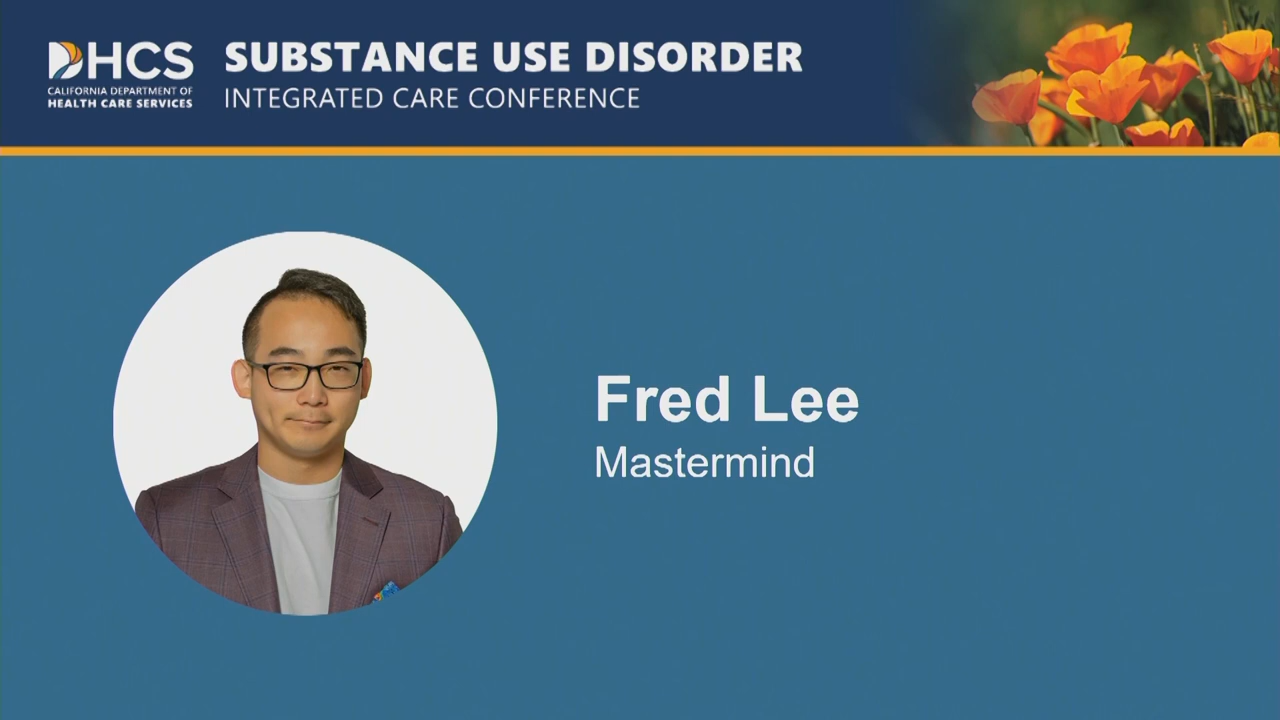 DHCS
CALIFORNIA DEPARTMENT OF
HEALTH CARE SERVICES
SUBSTANCE USE DISORDER
INTEGRATED CARE CONFERENCE
Fred Lee
Mastermind